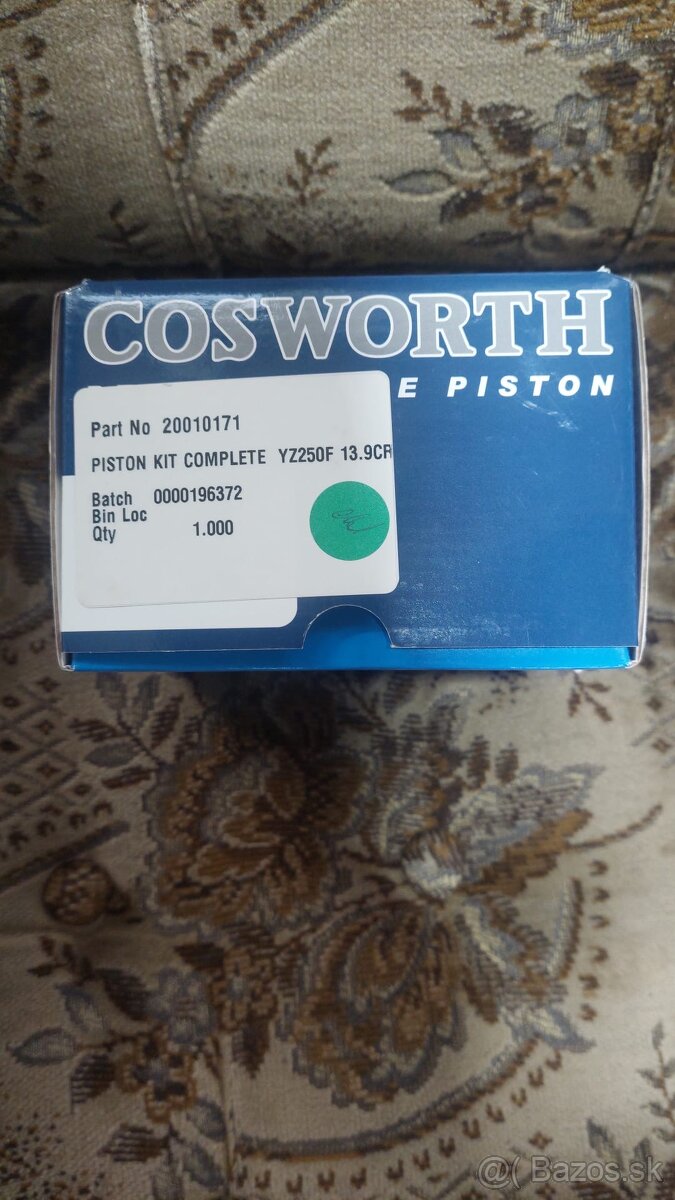 COSWORTH
E PISTON
Part No 20010171
PISTON KIT COMPLETE YZ250F 13.9CR
Batch 0000196372
Bin Loc
Qty 1.000
@( Bazos.sk